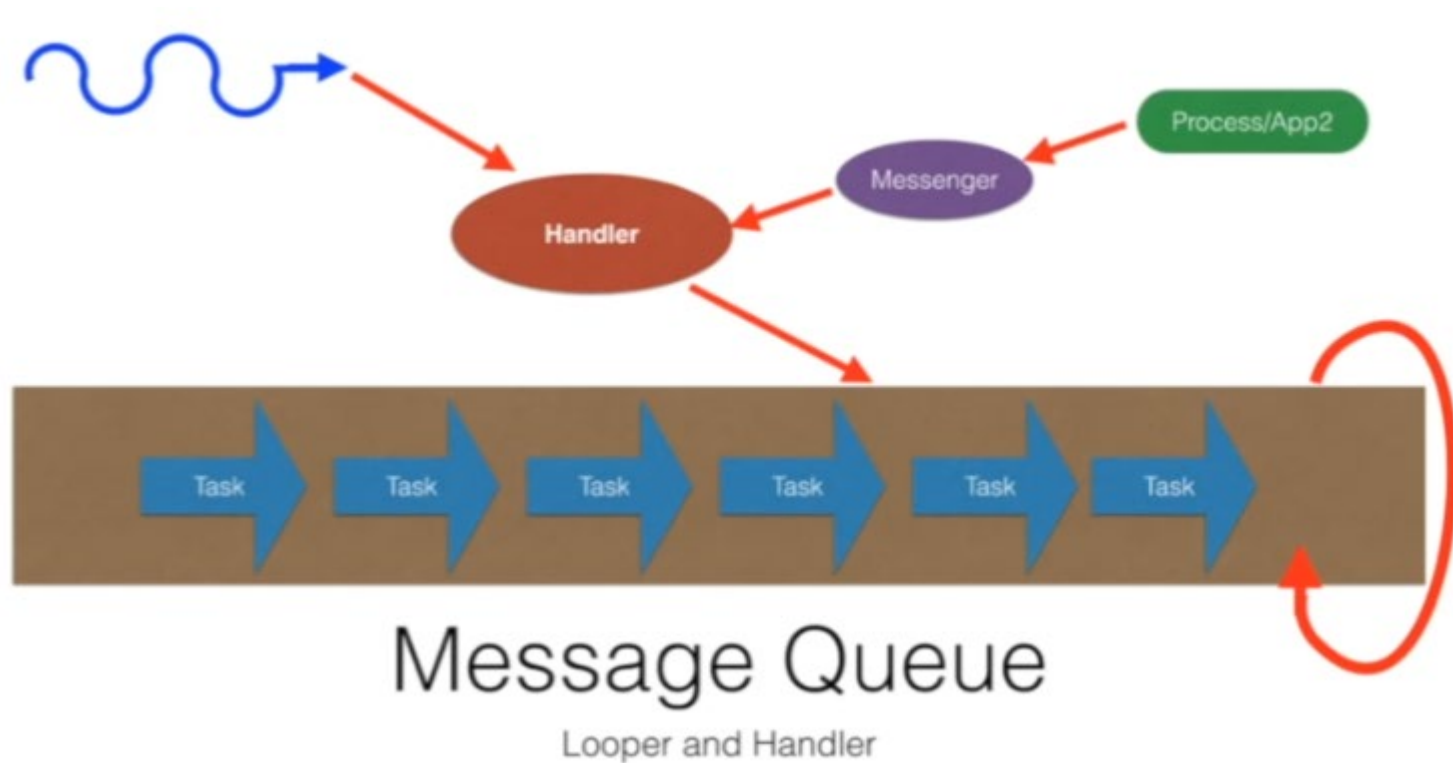 Process/App2
Messenger
Handler
Task Task Task Task Task Task
Message Queue
Looper and Handler